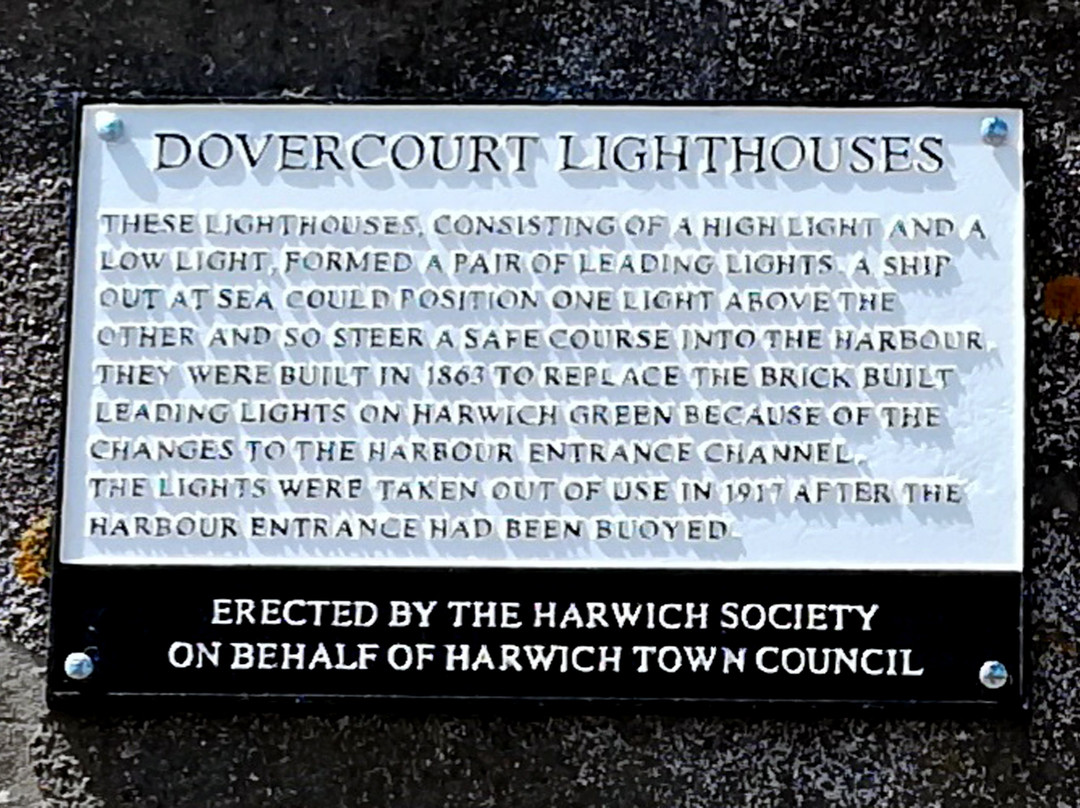 DOVERCOURT LIGHTHOUSES
THESE LIGHTHOUSES, CONSISTING OF A HIGH LIGHT AND A
LOW LIGHT, FORMED A PAIR OF LEADING LIGHTS. A SHIP
OUT AT SEA COULD POSITION ONE LIGHT ABOVE THE
OTHER AND SO STEER A SAFE COURSE INTO THE HARBOUR.
THEY WERE BUILT IN 1863 TO REPLACE THE BRICK BUILT
LEADING LIGHTS ON HARWICH GREEN BECAUSE OF THE
CHANGES TO THE HARBOUR ENTRANCE CHANNEL.
THE LIGHTS WERE TAKEN OUT OF USE IN 1917 AFTER THE
HARBOUR ENTRANCE HAD BEEN BUOYED.
ERECTED BY THE HARWICH SOCIETY
ON BEHALF OF HARWICH TOWN COUNCIL